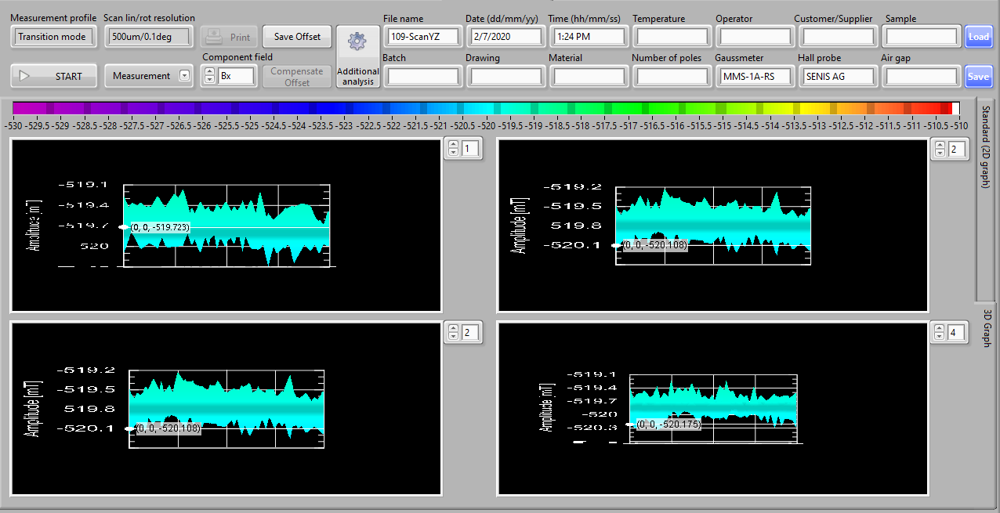 Measurement profile Scan lin/rot resolution File name Date (dd/mm/yy) Time (hh/mm/ss) Temperature Operator Customer/Supplier Sample
Transition mode 500um/0.1deg Print Save Offset 109-ScanYZ 2/7/2020 1:24 PM Load
Component field Batch Drawing Material Number of poles Gaussmeter Hall probe Air gap
START Measurement Bx Compensate Offset Additional analysis MMS-1A-RS SENIS AG Save
-530 -529.5 -529 -528.5 -528 -527.5 -527 -526.5 -526 -525.5 -525 -524.5 -524 -523.5 -523 -522.5 -522 -521.5 -521 -520.5 -520 -519.5 -519 -518.5 -518 -517.5 -517 -516.5 -516 -515.5 -515 -514.5 -514 -513.5 -513 -512.5 -512 -511.5 -511 -510.5 -510
Standard (2D graph)
3D Graph
1
-519.1
-519.4
-519.7
520
Amplitude [mT]
(0, 0, -519.723)
2
-519.2
-519.5
519.8
-520.1
Amplitude [mT]
(0, 0, -520.108)
2
-519.2
-519.5
519.8
-520.1
Amplitude [mT]
(0, 0, -520.108)
4
-519.1
-519.4
-519.7
-520
-520.3
Amplitude [mT]
(0, 0, -520.175)